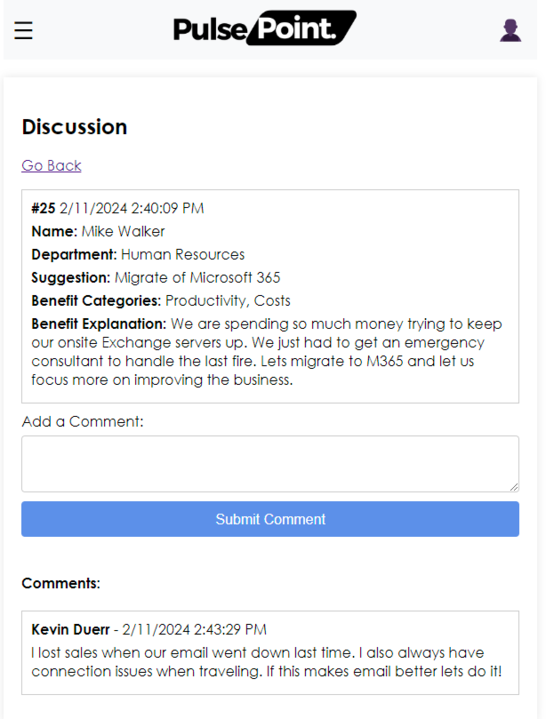 PulsePoint.
Discussion
Go Back
#25 2/11/2024 2:40:09 PM
Name: Mike Walker
Department: Human Resources
Suggestion: Migrate of Microsoft 365
Benefit Categories: Productivity, Costs
Benefit Explanation: We are spending so much money trying to keep
our onsite Exchange servers up. We just had to get an emergency
consultant to handle the last fire. Lets migrate to M365 and let us
focus more on improving the business.
Add a Comment:
Submit Comment
Comments:
Kevin Duerr - 2/11/2024 2:43:29 PM
I lost sales when our email went down last time. I also always have
connection issues when traveling. If this makes email better lets do it!